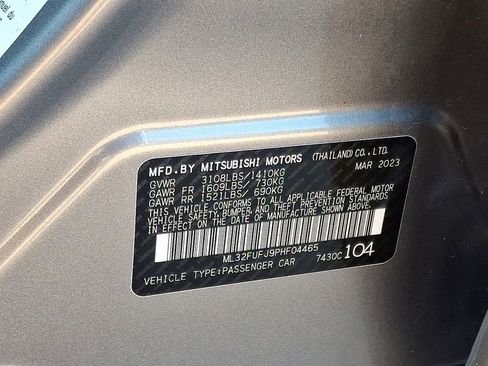 MFD.BY MITSUBISHI MOTORS (THAILAND) CO., LTD.
MAR 2023
GVWR 3108LBS/1410KG
GAWR FR 1609LBS/ 730KG
GAWR RR 1521LBS/ 690KG
THIS VEHICLE CONFORMS TO ALL APPLICABLE FEDERAL MOTOR
VEHICLE SAFETY, BUMPER, AND THEFT PREVENTION STANDARDS
IN EFFECT ON THE DATE OF MANUFACTURE SHOWN ABOVE.
ML32FUFJ9PHF04465
VEHICLE TYPE:PASSENGER CAR 7430C 104